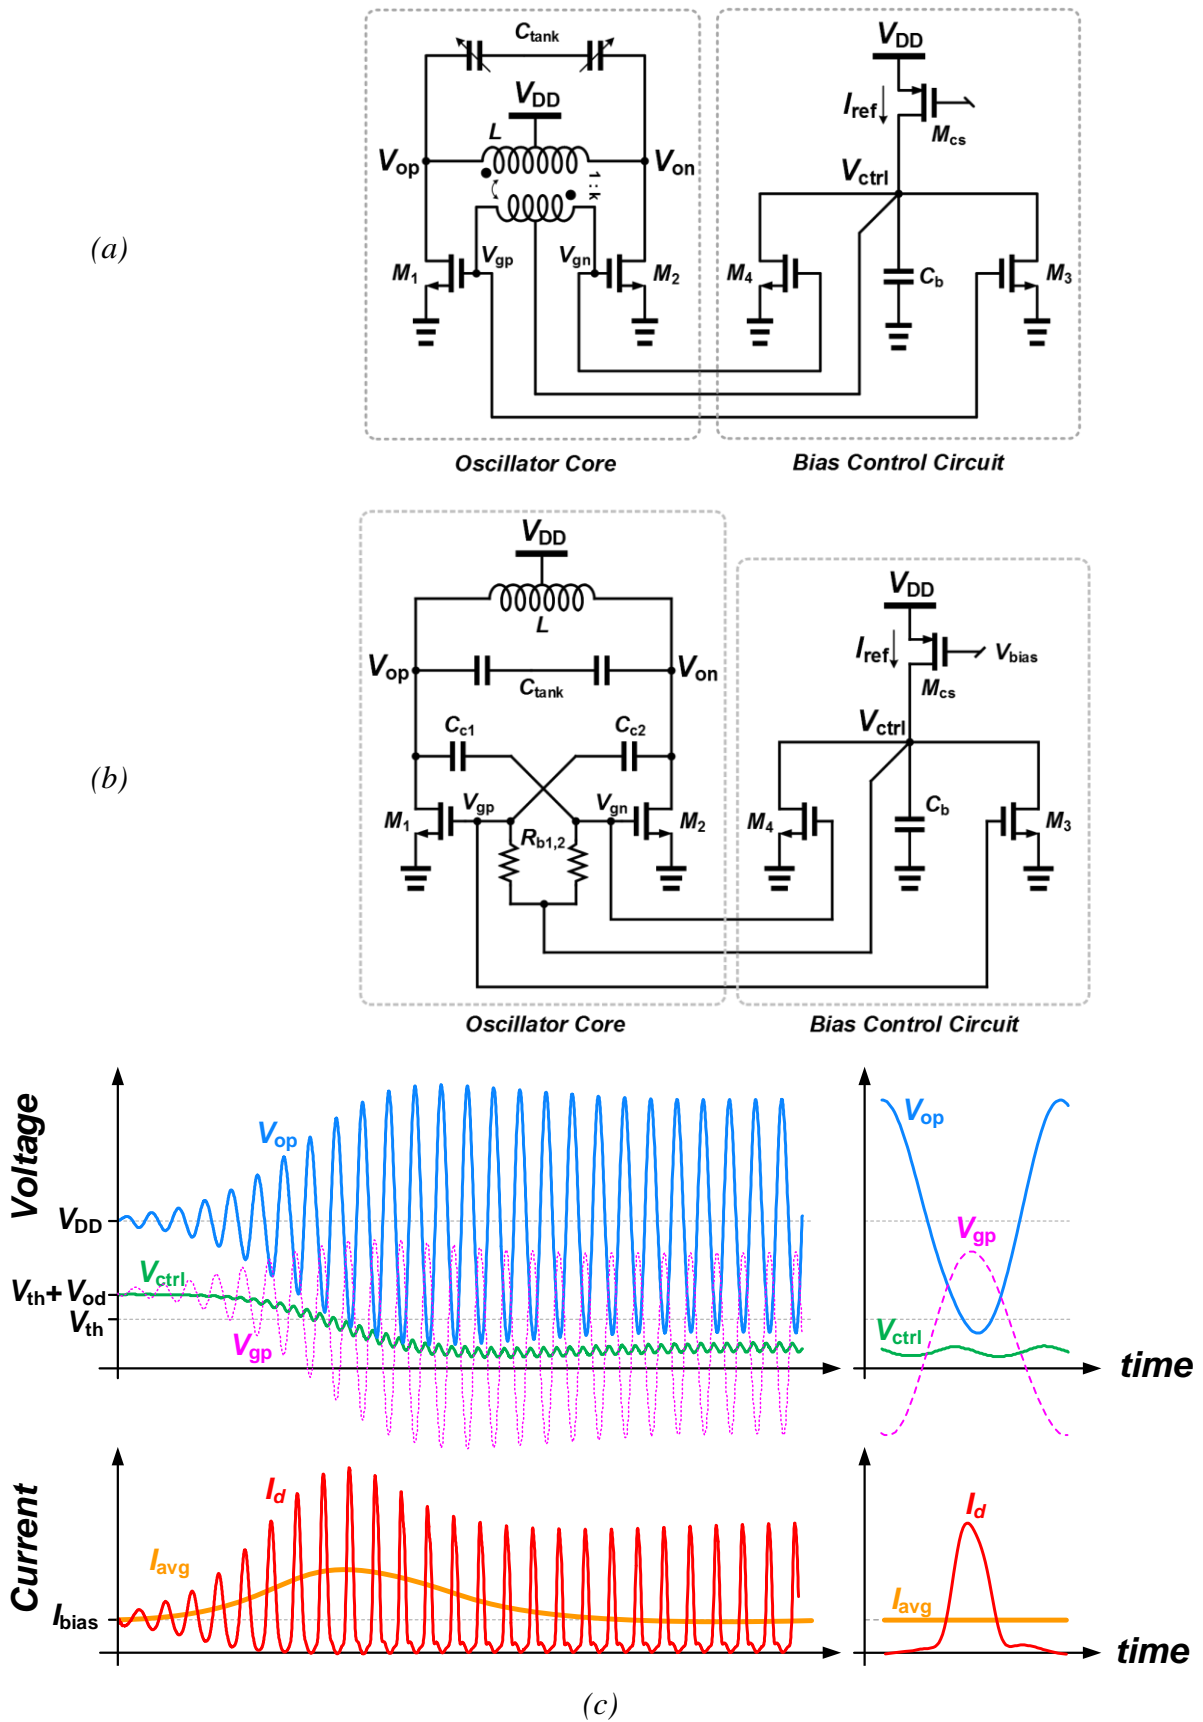 (a)
Ctank
VDD
L
Vop
Von
1:k
Vgp
Vgn
M1
M2
Oscillator Core
VDD
Iref
Mcs
Vctrl
M4
Cb
M3
Bias Control Circuit
(b)
VDD
L
Vop
Von
Ctank
Cc1
Cc2
Vgp
Vgn
M1
M2
Rb1,2
Oscillator Core
VDD
Iref
Vbias
Mcs
Vctrl
M4
Cb
M3
Bias Control Circuit
Voltage
Vop
VDD
Vctrl
Vth+Vod
Vth
Vgp
Vop
Vgp
Vctrl
time
Current
Id
Iavg
Ibias
Id
Iavg
time
(c)